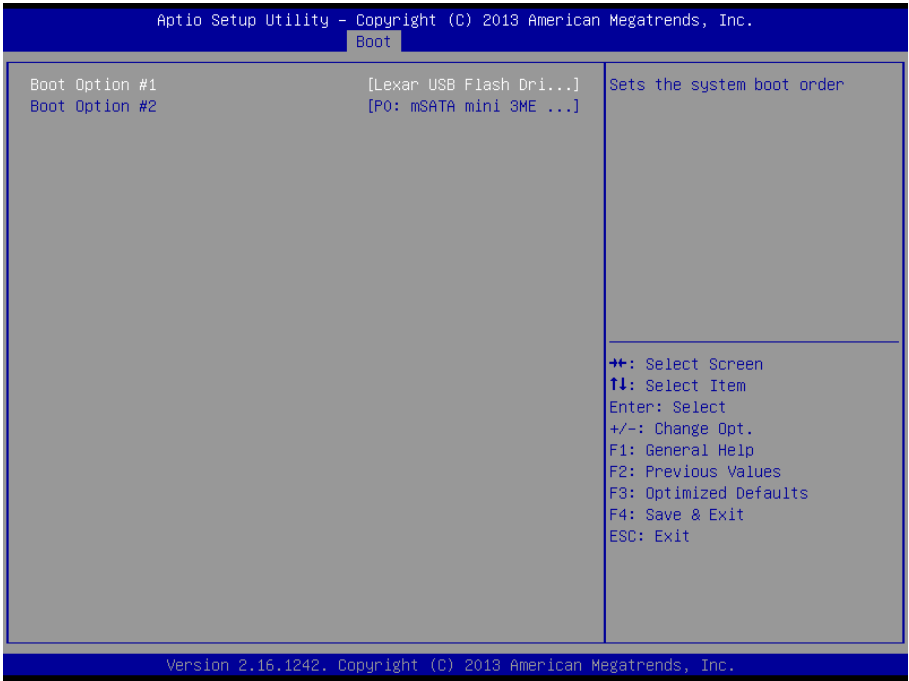 Aptio Setup Utility – Copyright (C) 2013 American Megatrends, Inc.
Boot
Boot Option #1 [Lexar USB Flash Dri...]
Boot Option #2 [P0: mSATA mini 3ME ...]
Sets the system boot order
→←: Select Screen
↑↓: Select Item
Enter: Select
+/-: Change Opt.
F1: General Help
F2: Previous Values
F3: Optimized Defaults
F4: Save & Exit
ESC: Exit
Version 2.16.1242. Copyright (C) 2013 American Megatrends, Inc.